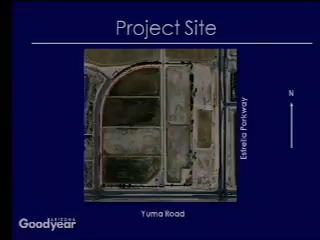 Project Site
N
Estrella Parkway
Yuma Road
ARIZONA
Goodyear